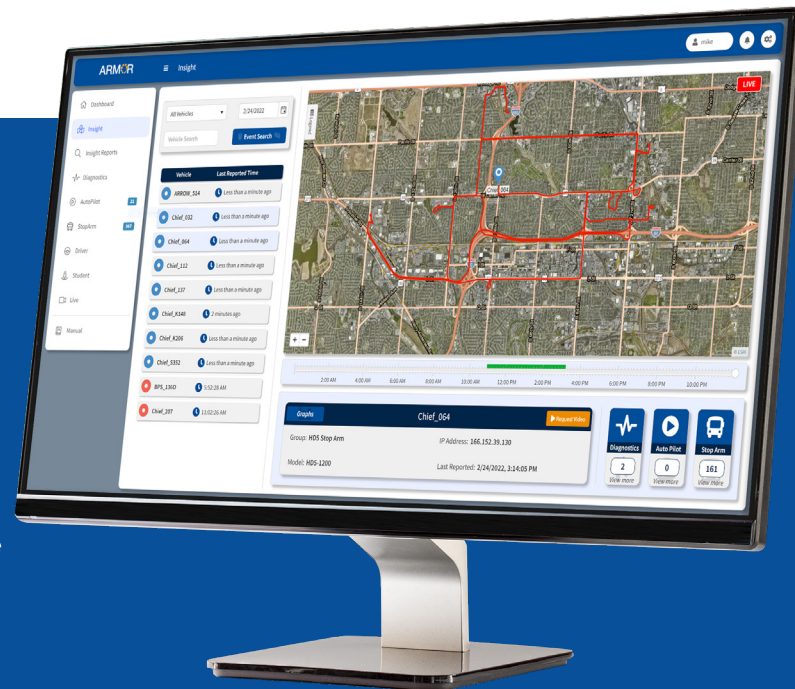 ARMOR
Insight
mike
Dashboard
Insight
Insight Reports
Diagnostics
AutoPilot
StopArm
Driver
Student
Live
Manual
All Vehicles
2/24/2022
Vehicle Search
Event Search
Vehicle Last Reported Time
ARROW_514 Less than a minute ago
Chief_032 Less than a minute ago
Chief_064 Less than a minute ago
Chief_112 Less than a minute ago
Chief_137 Less than a minute ago
Chief_K148 2 minutes ago
Chief_K206 Less than a minute ago
Chief_5352 Less than a minute ago
BPS_1360 5:52:28 AM
Chief_207 11:02:26 AM
LIVE
Chief_064
+ −
2:00 AM 4:00 AM 6:00 AM 8:00 AM 10:00 AM 12:00 PM 2:00 PM 4:00 PM 6:00 PM 8:00 PM 10:00 PM
Graphs
Chief_064
Request Video
Group: HDS Stop Arm
IP Address: 166.152.39.130
Model: HDS-1200
Last Reported: 2/24/2022, 3:14:05 PM
Diagnostics
2
View more
Auto Pilot
0
View more
Stop Arm
161
View more